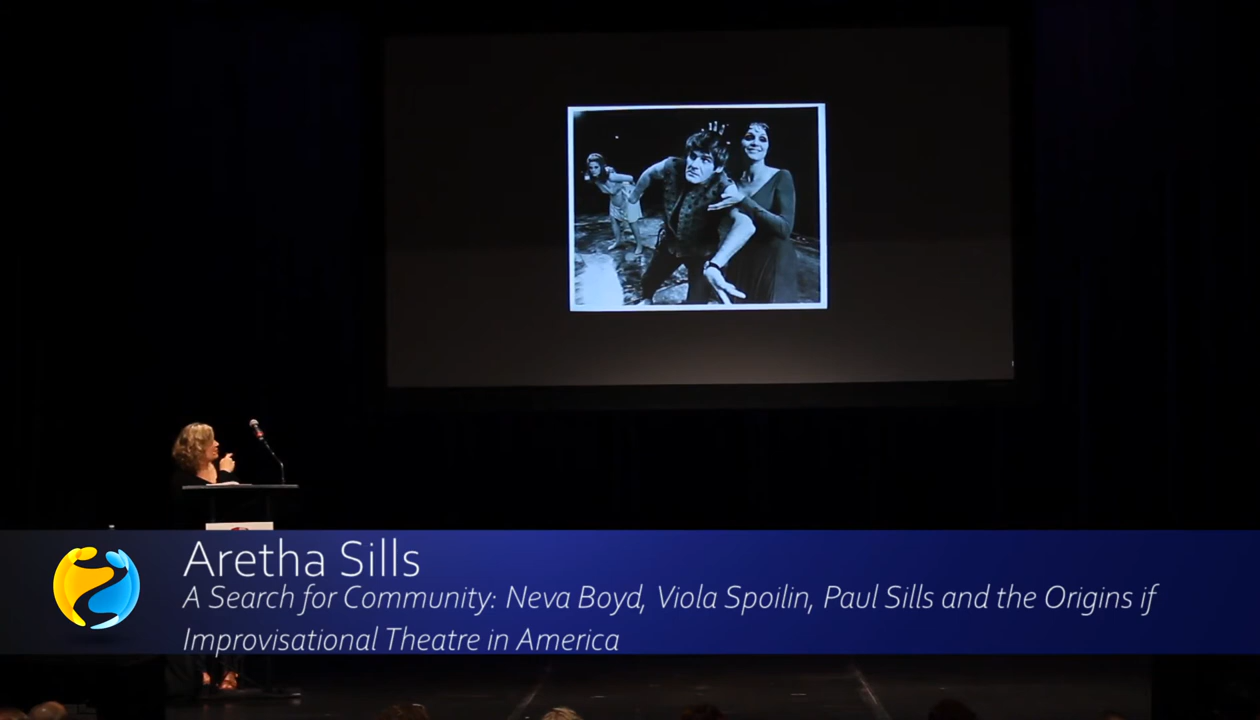 Aretha Sills
A Search for Community: Neva Boyd, Viola Spoilin, Paul Sills and the Origins if
Improvisational Theatre in America